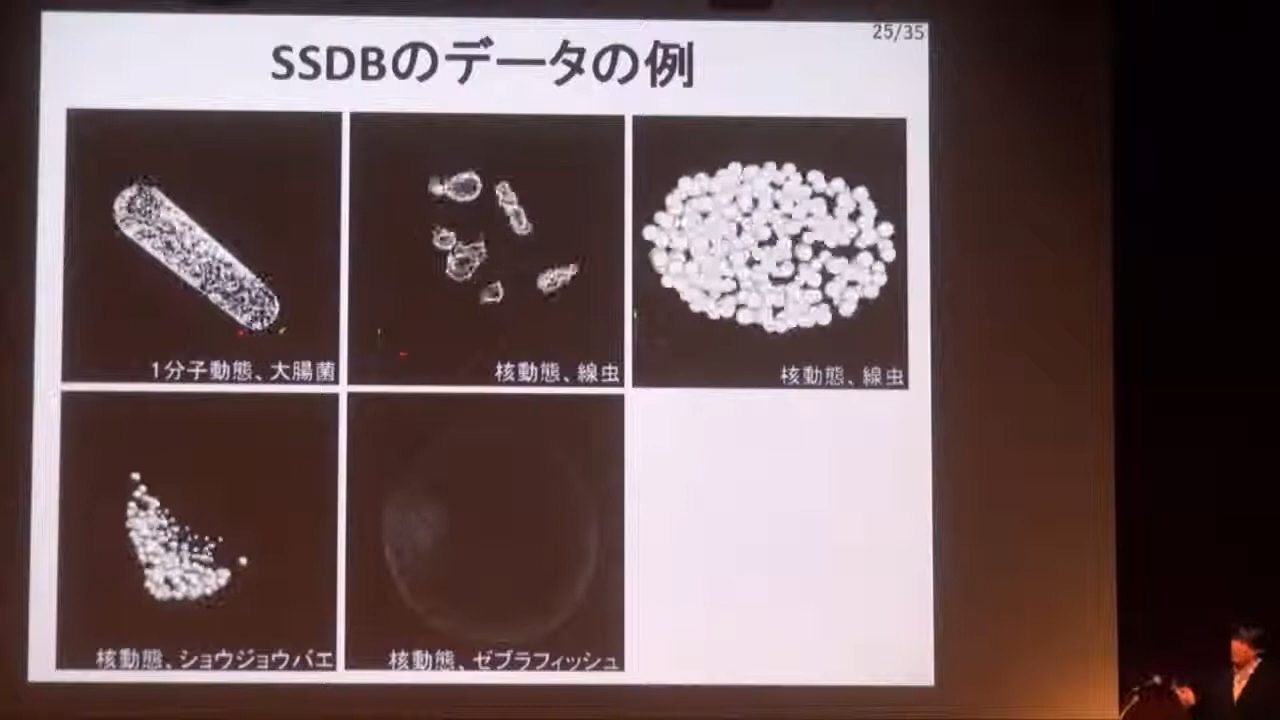 25/35
SSDBのデータの例
1分子動態、大腸菌
核動態、線虫
核動態、線虫
核動態、ショウジョウバエ
核動態、ゼブラフィッシュ